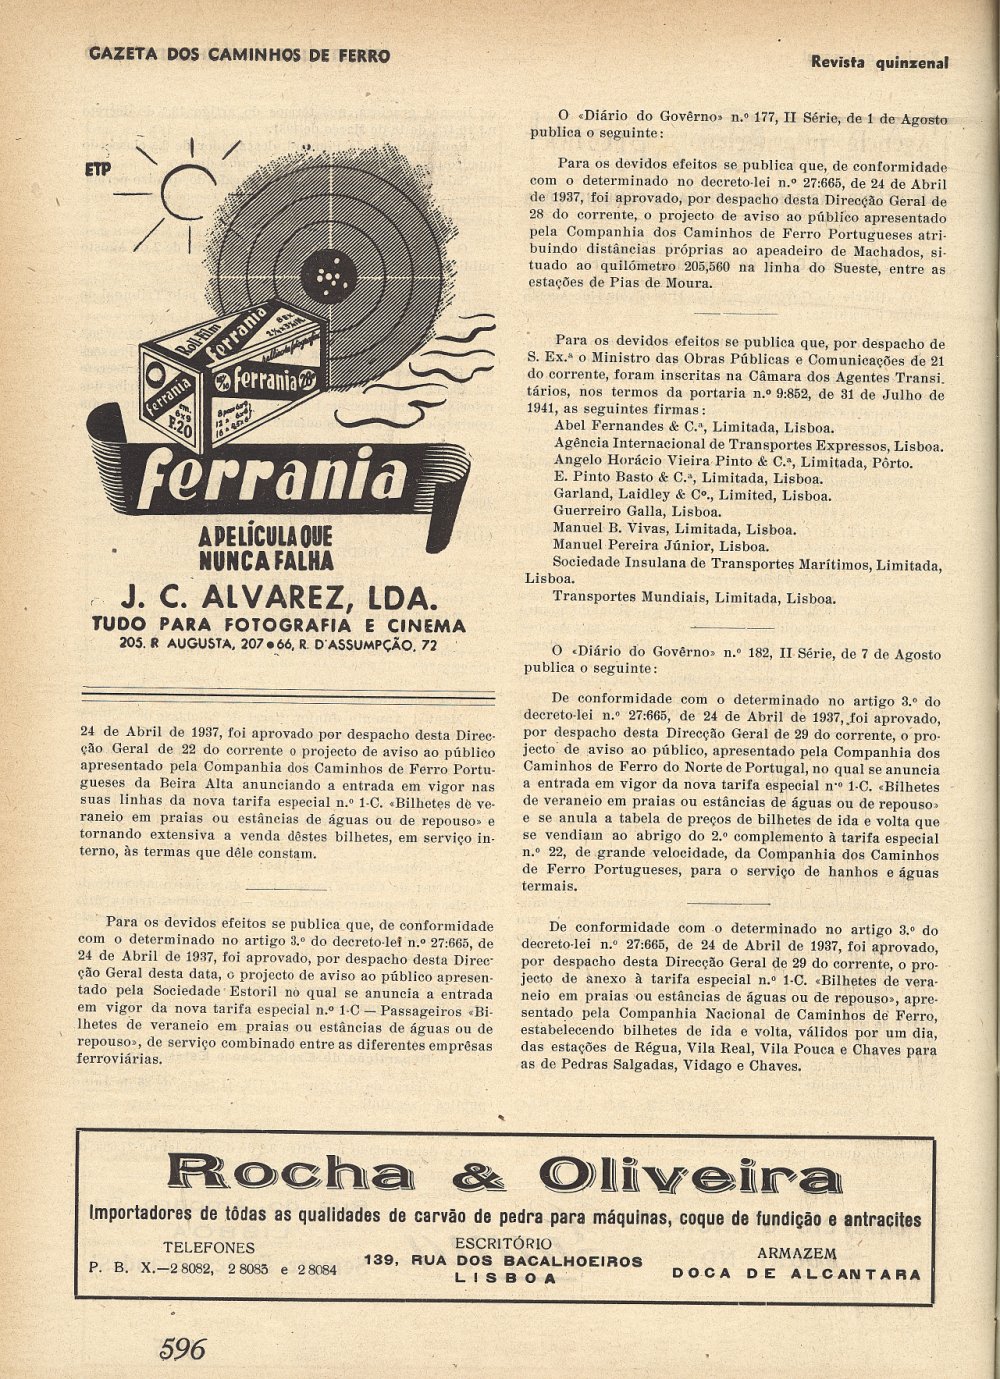 GAZETA DOS CAMINHOS DE FERRO
Revista quinzenal
ETP
Roll-Film
ferrania
ferrania
ferrania
6x9
F.20
ferrania
A PELÍCULA QUE
NUNCA FALHA
J. C. ALVAREZ, LDA.
TUDO PARA FOTOGRAFIA E CINEMA
205. R AUGUSTA, 207 • 66, R. D'ASSUMPÇÃO, 72
24 de Abril de 1937, foi aprovado por despacho desta Direc-
ção Geral de 22 do corrente o projecto de aviso ao público
apresentado pela Companhia dos Caminhos de Ferro Portu-
gueses da Beira Alta anunciando a entrada em vigor nas
suas linhas da nova tarifa especial n.º 1-C. «Bilhetes de ve-
raneio em praias ou estâncias de águas ou de repouso» e
tornando extensiva a venda dêstes bilhetes, em serviço in-
terno, às termas que dêle constam.
Para os devidos efeitos se publica que, de conformidade
com o determinado no artigo 3.º do decreto-lei n.º 27:665, de
24 de Abril de 1937, foi aprovado, por despacho desta Direc-
ção Geral desta data, o projecto de aviso ao público apresen-
tado pela Sociedade Estoril no qual se anuncia a entrada
em vigor da nova tarifa especial n.º 1-C — Passageiros «Bi-
lhetes de veraneio em praias ou estâncias de águas ou de
repouso», de serviço combinado entre as diferentes emprêsas
ferroviárias.
O «Diário do Govêrno» n.º 177, II Série, de 1 de Agosto
publica o seguinte:
Para os devidos efeitos se publica que, de conformidade
com o determinado no decreto-lei n.º 27:665, de 24 de Abril
de 1937, foi aprovado, por despacho desta Direcção Geral de
28 do corrente, o projecto de aviso ao público apresentado
pela Companhia dos Caminhos de Ferro Portugueses atri-
buindo distâncias próprias ao apeadeiro de Machados, si-
tuado ao quilómetro 205,560 na linha do Sueste, entre as
estações de Pias de Moura.
Para os devidos efeitos se publica que, por despacho de
S. Ex.ª o Ministro das Obras Públicas e Comunicações de 21
do corrente, foram inscritas na Câmara dos Agentes Transi.
tários, nos termos da portaria n.º 9:852, de 31 de Julho de
1941, as seguintes firmas:
Abel Fernandes & C.ª, Limitada, Lisboa.
Agência Internacional de Transportes Expressos, Lisboa.
Angelo Horácio Vieira Pinto & C.ª, Limitada, Pôrto.
E. Pinto Basto & C.ª, Limitada, Lisboa.
Garland, Laidley & Cº., Limited, Lisboa.
Guerreiro Galla, Lisboa.
Manuel B. Vivas, Limitada, Lisboa.
Manuel Pereira Júnior, Lisboa.
Sociedade Insulana de Transportes Marítimos, Limitada,
Lisboa.
Transportes Mundiais, Limitada, Lisboa.
O «Diário do Govêrno» n.º 182, II Série, de 7 de Agosto
publica o seguinte:
De conformidade com o determinado no artigo 3.º do
decreto-lei n.º 27:665, de 24 de Abril de 1937, foi aprovado,
por despacho desta Direcção Geral de 29 do corrente, o pro-
jecto de aviso ao público, apresentado pela Companhia dos
Caminhos de Ferro do Norte de Portugal, no qual se anuncia
a entrada em vigor da nova tarifa especial n.º 1-C. «Bilhetes
de veraneio em praias ou estâncias de águas ou de repouso»
e se anula a tabela de preços de bilhetes de ida e volta que
se vendiam ao abrigo do 2.º complemento à tarifa especial
n.º 22, de grande velocidade, da Companhia dos Caminhos
de Ferro Portugueses, para o serviço de hanhos e águas
termais.
De conformidade com o determinado no artigo 3.º do
decreto-lei n.º 27:665, de 24 de Abril de 1937, foi aprovado,
por despacho desta Direcção Geral de 29 do corrente, o pro-
jecto de anexo à tarifa especial n.º 1-C. «Bilhetes de vera-
neio em praias ou estâncias de águas ou de repouso», apre-
sentado pela Companhia Nacional de Caminhos de Ferro,
estabelecendo bilhetes de ida e volta, válidos por um dia,
das estações de Régua, Vila Real, Vila Pouca e Chaves para
as de Pedras Salgadas, Vidago e Chaves.
Rocha & Oliveira
Importadores de tôdas as qualidades de carvão de pedra para máquinas, coque de fundição e antracites
TELEFONES
P. B. X.—2 8082, 2 8083 e 2 8084
ESCRITÓRIO
139, RUA DOS BACALHOEIROS
LISBOA
ARMAZEM
DOCA DE ALCANTARA
596